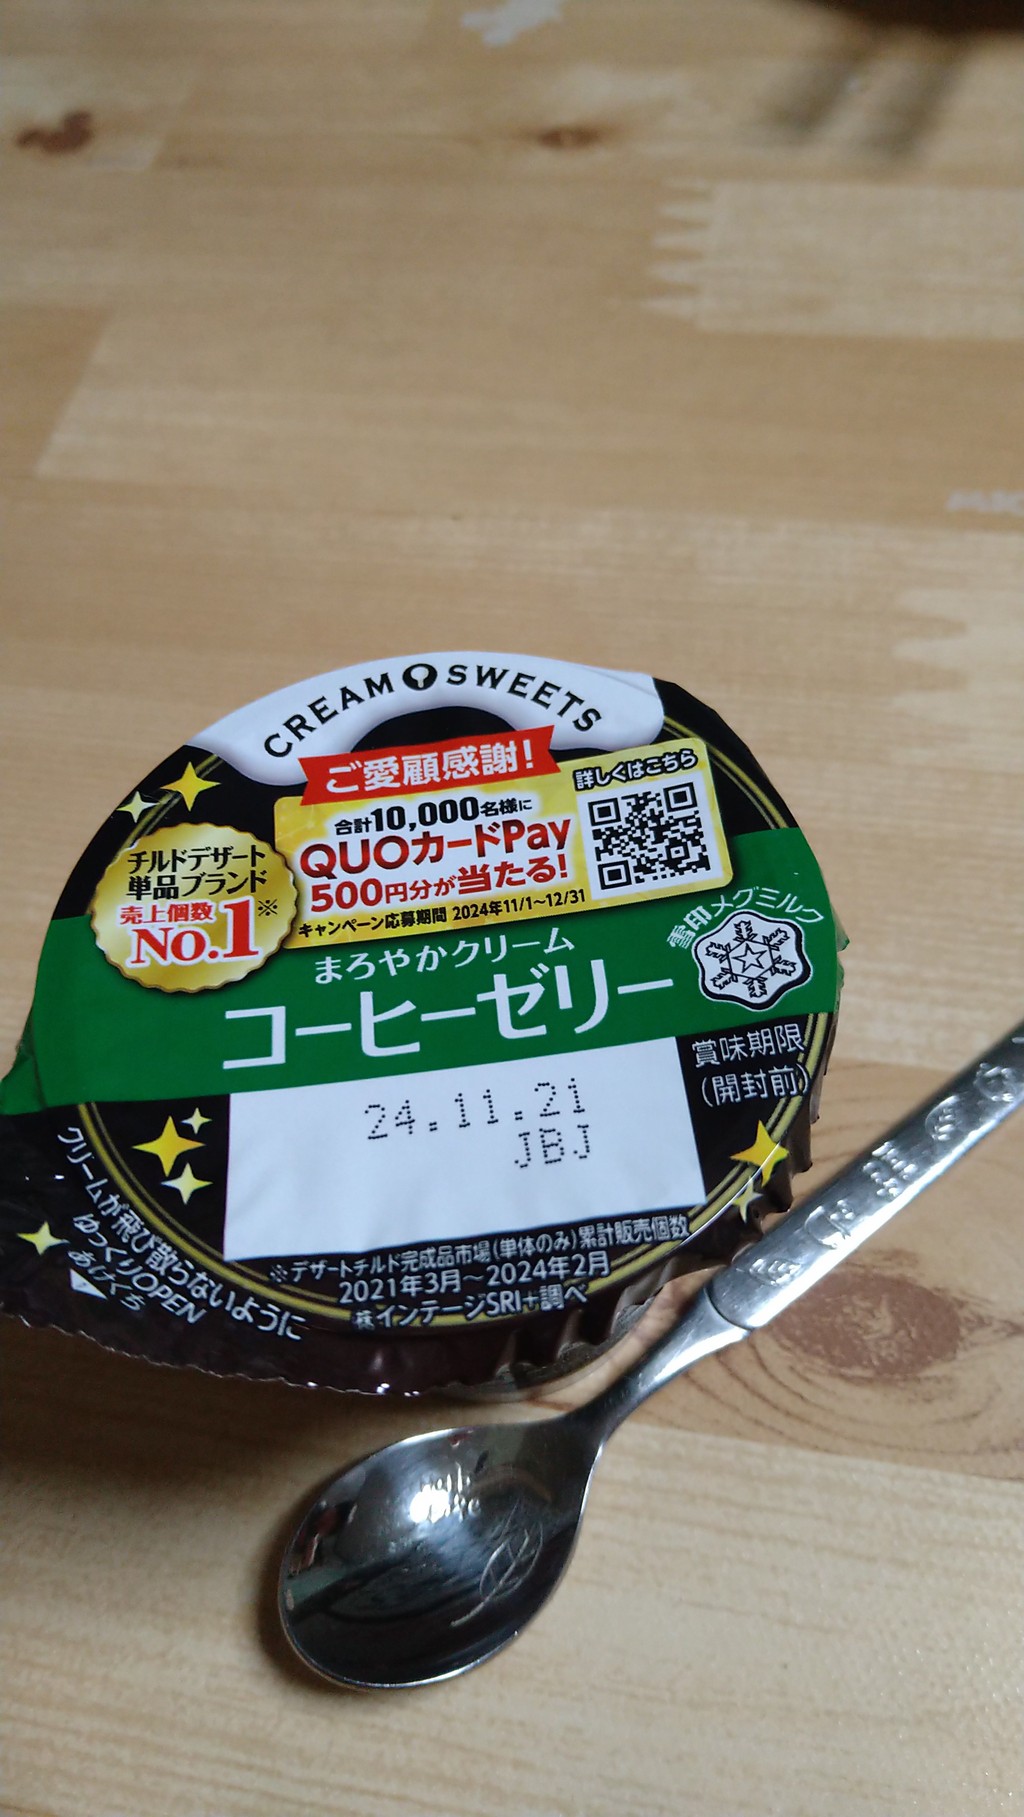 CREAM SWEETS
ご愛顧感謝!
合計10,000名様に
QUOカードPay
500円分が当たる!
キャンペーン応募期間 2024年11/1~12/31
詳しくはこちら
チルドデザート
単品ブランド
売上個数
No.1※
雪印メグミルク
まろやかクリーム
コーヒーゼリー
賞味期限
(開封前)
24.11.21
JBJ
※デザートチルド完成品市場(単体のみ)累計販売個数
2021年3月~2024年2月
㈱インテージSRI+調べ
クリームが飛び散らないように
ゆっくりOPEN
あけくち